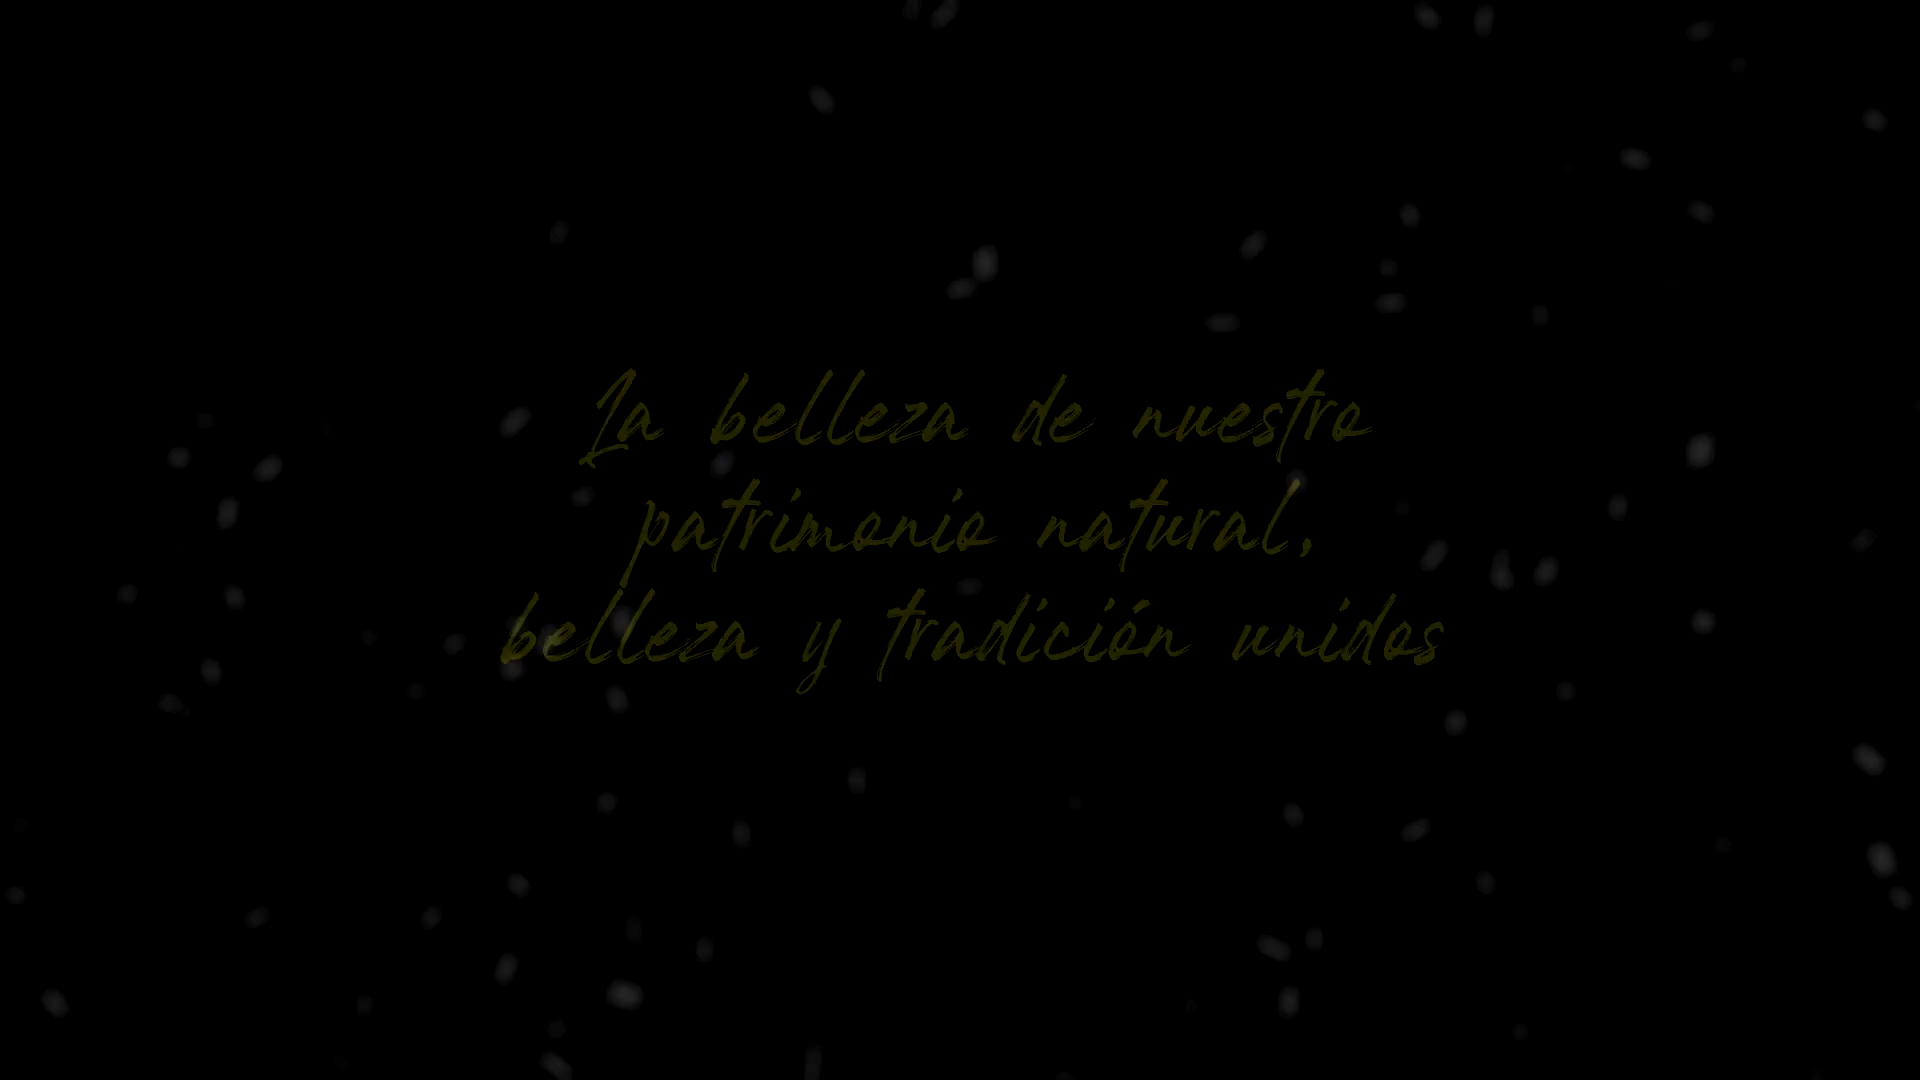 La belleza de nuestro
patrimonio natural,
belleza y tradición unidos